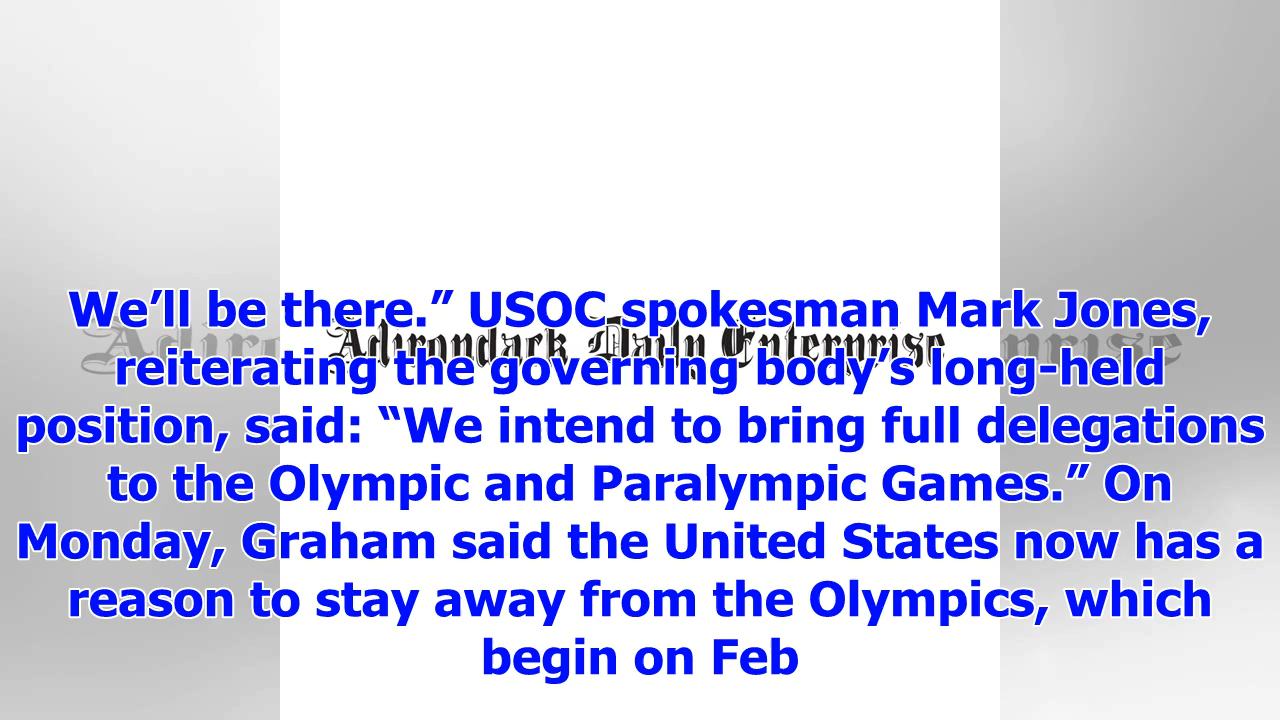 We’ll be there.” USOC spokesman Mark Jones,
Adirondack Daily Enterprise
reiterating the governing body’s long-held
position, said: “We intend to bring full delegations
to the Olympic and Paralympic Games.” On
Monday, Graham said the United States now has a
reason to stay away from the Olympics, which
begin on Feb